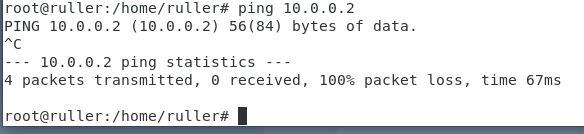 root@ruller:/home/ruller# ping 10.0.0.2
PING 10.0.0.2 (10.0.0.2) 56(84) bytes of data.
^C
--- 10.0.0.2 ping statistics ---
4 packets transmitted, 0 received, 100% packet loss, time 67ms
root@ruller:/home/ruller#